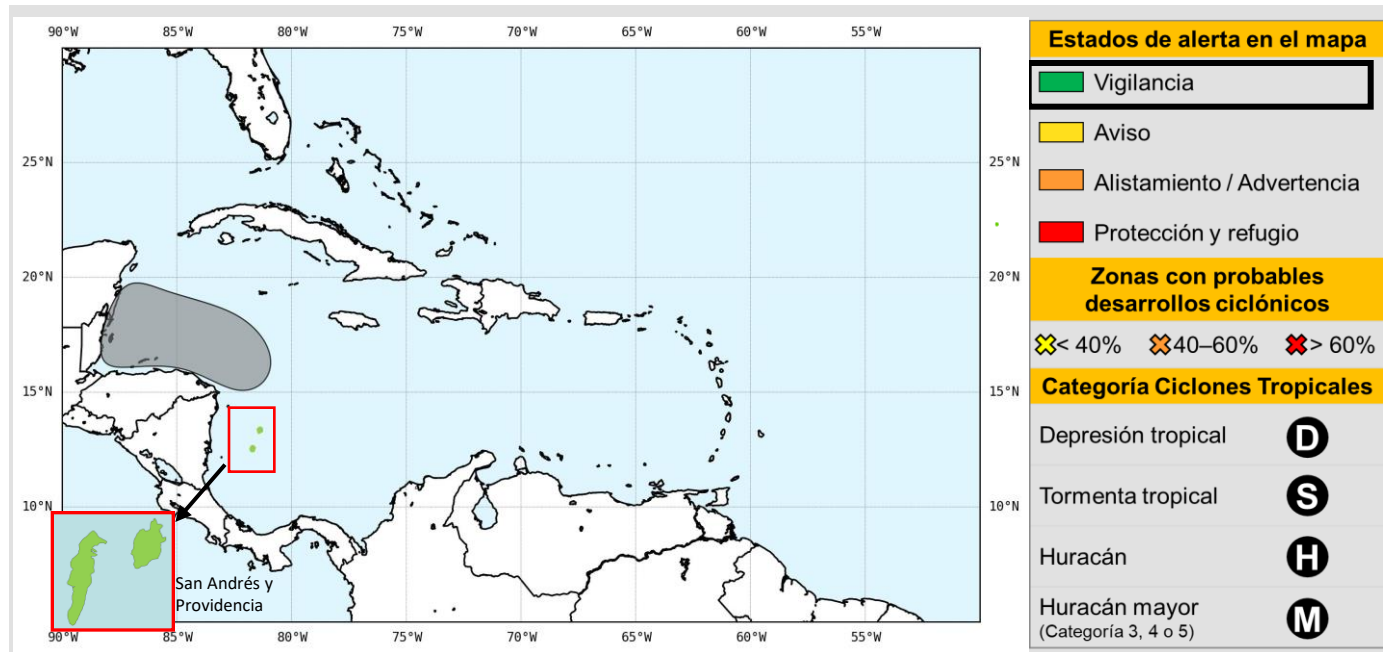 90°W 85°W 80°W 75°W 70°W 65°W 60°W 55°W
25°N 25°N
20°N 20°N
15°N 15°N
10°N 10°N
San Andrés y
Providencia
90°W 85°W 80°W 75°W 70°W 65°W 60°W 55°W
Estados de alerta en el mapa
Vigilancia
Aviso
Alistamiento / Advertencia
Protección y refugio
Zonas con probables
desarrollos ciclónicos
< 40% 40–60% > 60%
Categoría Ciclones Tropicales
Depresión tropical D
Tormenta tropical S
Huracán H
Huracán mayor M
(Categoría 3, 4 o 5)